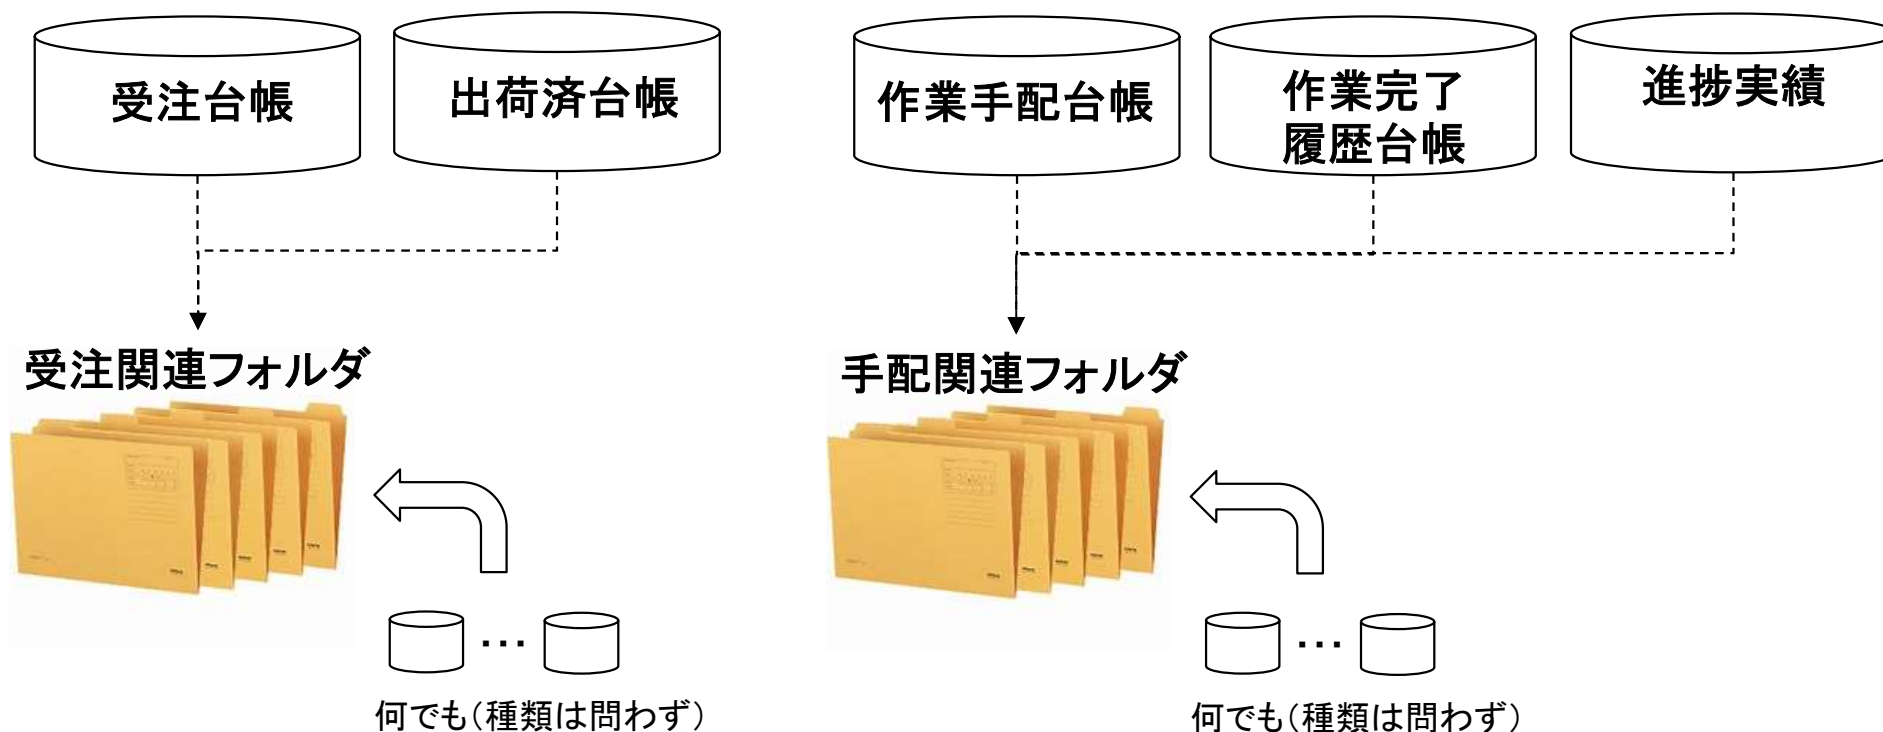 受注台帳
出荷済台帳
作業手配台帳
作業完了
履歴台帳
進捗実績
受注関連フォルダ
手配関連フォルダ
・・・
・・・
何でも（種類は問わず）
何でも（種類は問わず）